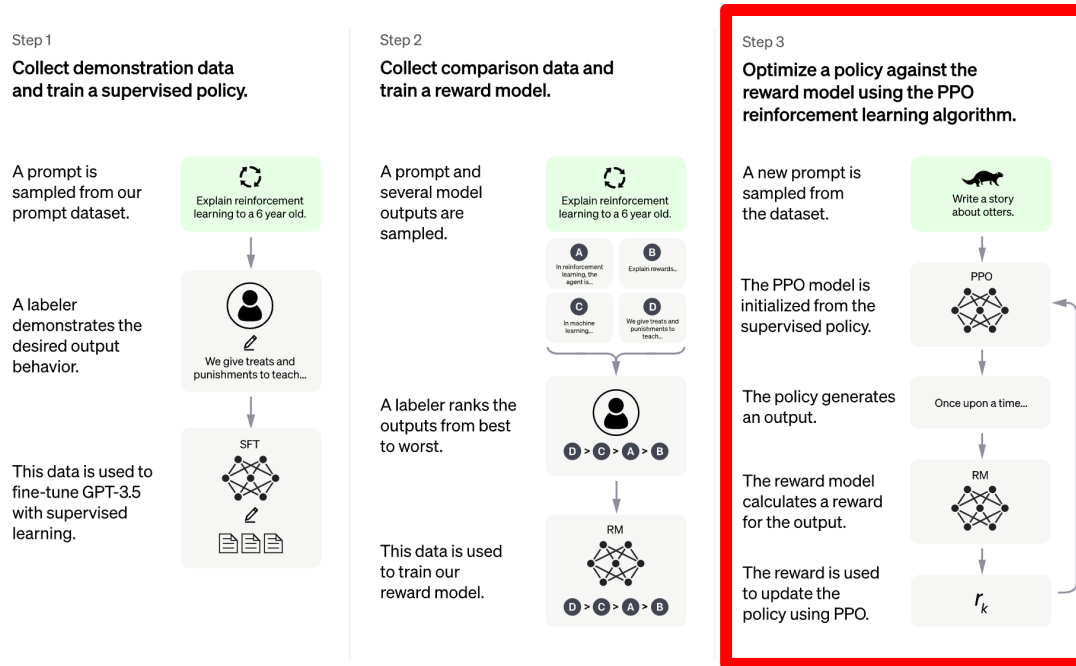 Step 1
Collect demonstration data
and train a supervised policy.
A prompt is
sampled from our
prompt dataset.
Explain reinforcement
learning to a 6 year old.
A labeler
demonstrates the
desired output
behavior.
We give treats and
punishments to teach...
This data is used to
fine-tune GPT-3.5
with supervised
learning.
SFT
Step 2
Collect comparison data and
train a reward model.
A prompt and
several model
outputs are
sampled.
Explain reinforcement
learning to a 6 year old.
A
In reinforcement
learning, the
agent is...
B
Explain rewards...
C
In machine
learning...
D
We give treats and
punishments to
teach...
A labeler ranks the
outputs from best
to worst.
D > C > A > B
This data is used
to train our
reward model.
RM
D > C > A > B
Step 3
Optimize a policy against the
reward model using the PPO
reinforcement learning algorithm.
A new prompt is
sampled from
the dataset.
Write a story
about otters.
The PPO model is
initialized from the
supervised policy.
PPO
The policy generates
an output.
Once upon a time...
The reward model
calculates a reward
for the output.
RM
The reward is used
to update the
policy using PPO.
r_k